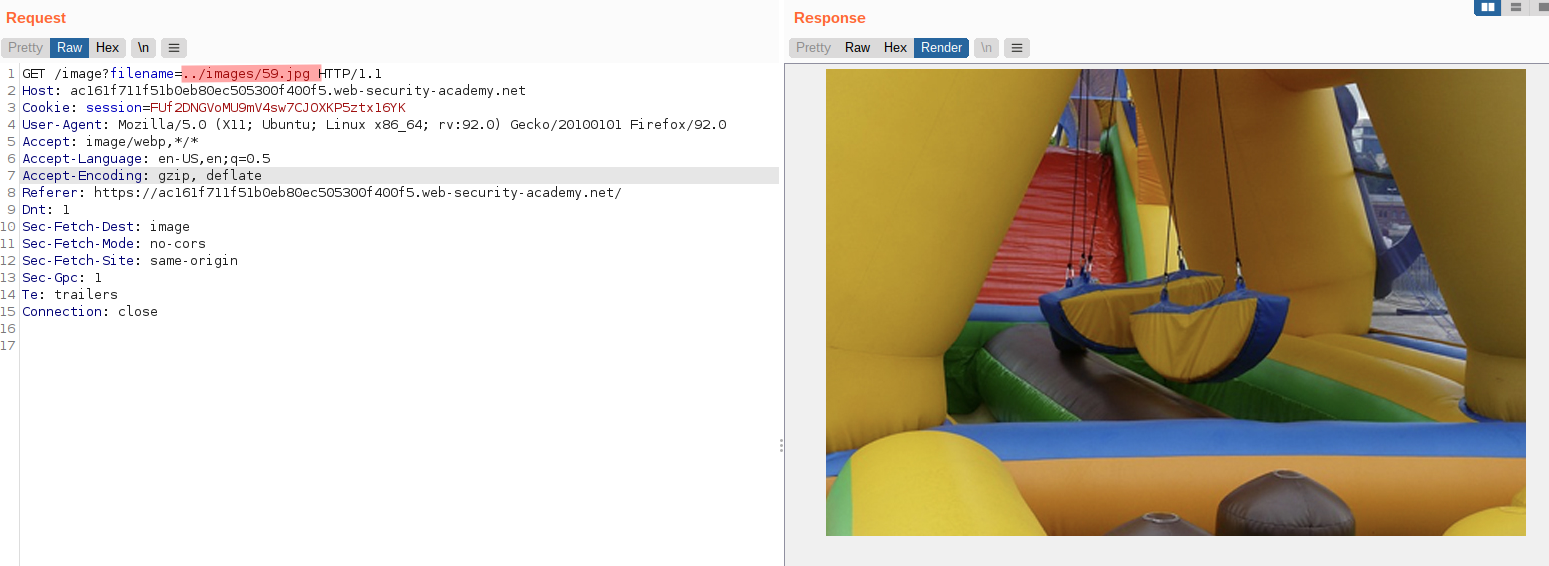 Request
Response
Pretty Raw Hex \n
Pretty Raw Hex Render \n
1 GET /image?filename=../images/59.jpg HTTP/1.1
2 Host: ac161f711f51b0eb80ec505300f400f5.web-security-academy.net
3 Cookie: session=FUf2DNGVoMU9mV4sw7CJOXKP5ztx16YK
4 User-Agent: Mozilla/5.0 (X11; Ubuntu; Linux x86_64; rv:92.0) Gecko/20100101 Firefox/92.0
5 Accept: image/webp,*/*
6 Accept-Language: en-US,en;q=0.5
7 Accept-Encoding: gzip, deflate
8 Referer: https://ac161f711f51b0eb80ec505300f400f5.web-security-academy.net/
9 Dnt: 1
10 Sec-Fetch-Dest: image
11 Sec-Fetch-Mode: no-cors
12 Sec-Fetch-Site: same-origin
13 Sec-Gpc: 1
14 Te: trailers
15 Connection: close
16
17